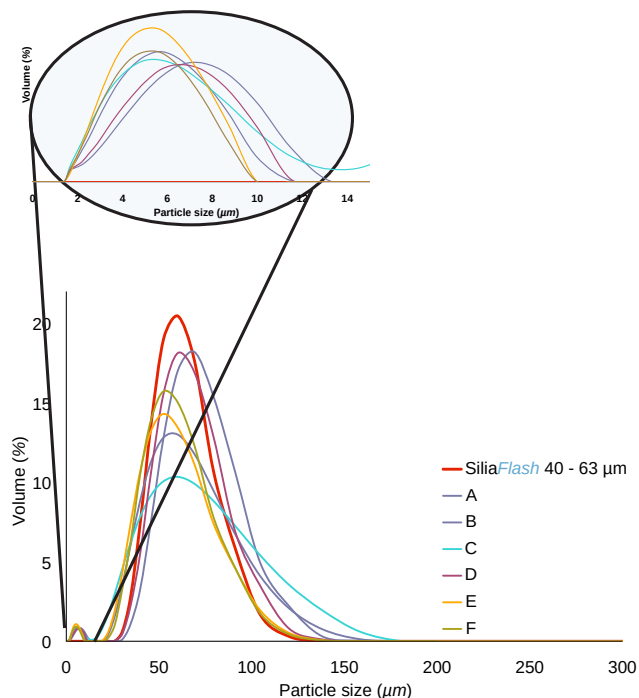 Volume (%)
0 2 4 6 8 10 12 14
Particle size (µm)
Volume (%)
20
15
10
5
0
0 50 100 150 200 250 300
Particle size (µm)
SiliaFlash 40 - 63 µm
A
B
C
D
E
F